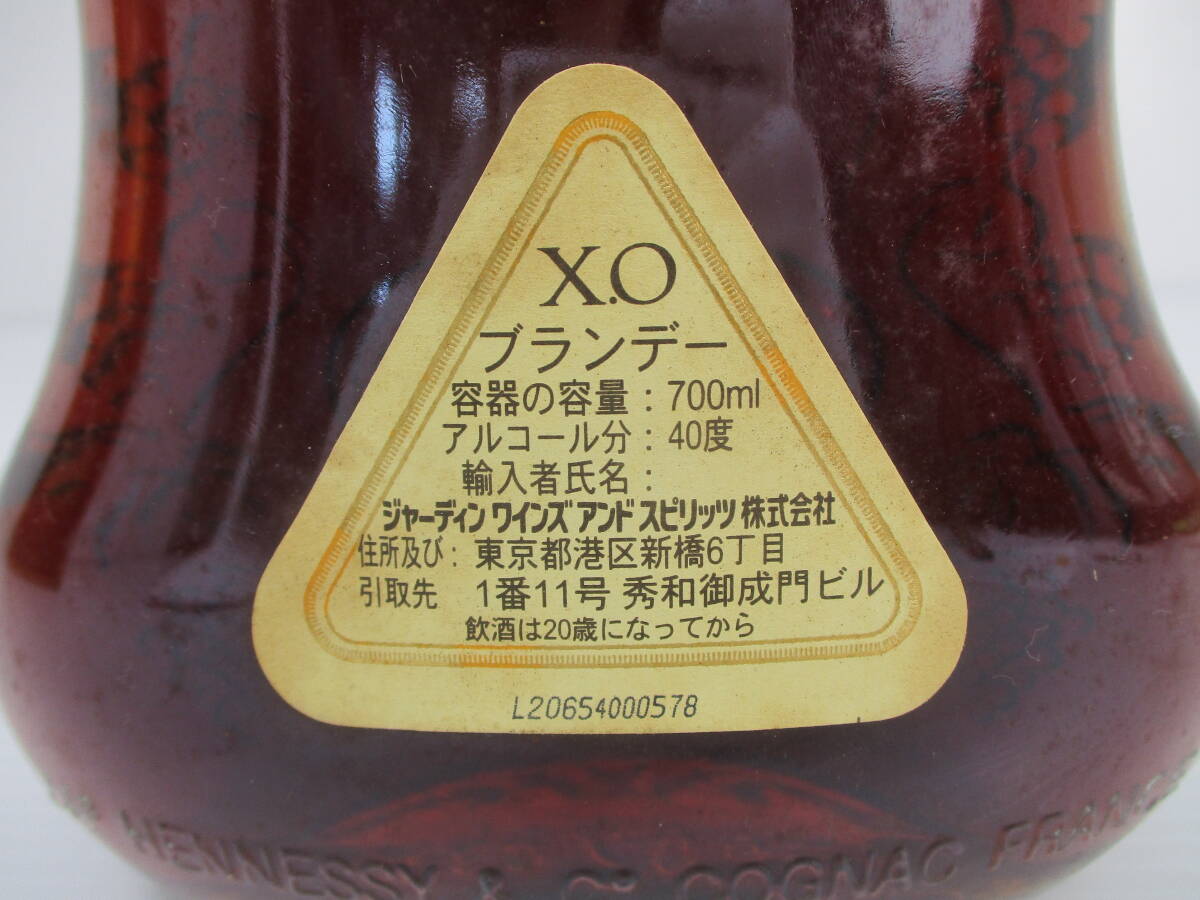 X.O
ブランデー
容器の容量：700ml
アルコール分：40度
輸入者氏名：
ジャーディン ワインズ アンド スピリッツ 株式会社
住所及び：東京都港区新橋6丁目
引取先 1番11号 秀和御成門ビル
飲酒は20歳になってから
L20654000578
HENNESSY & Co COGNAC FRANCE